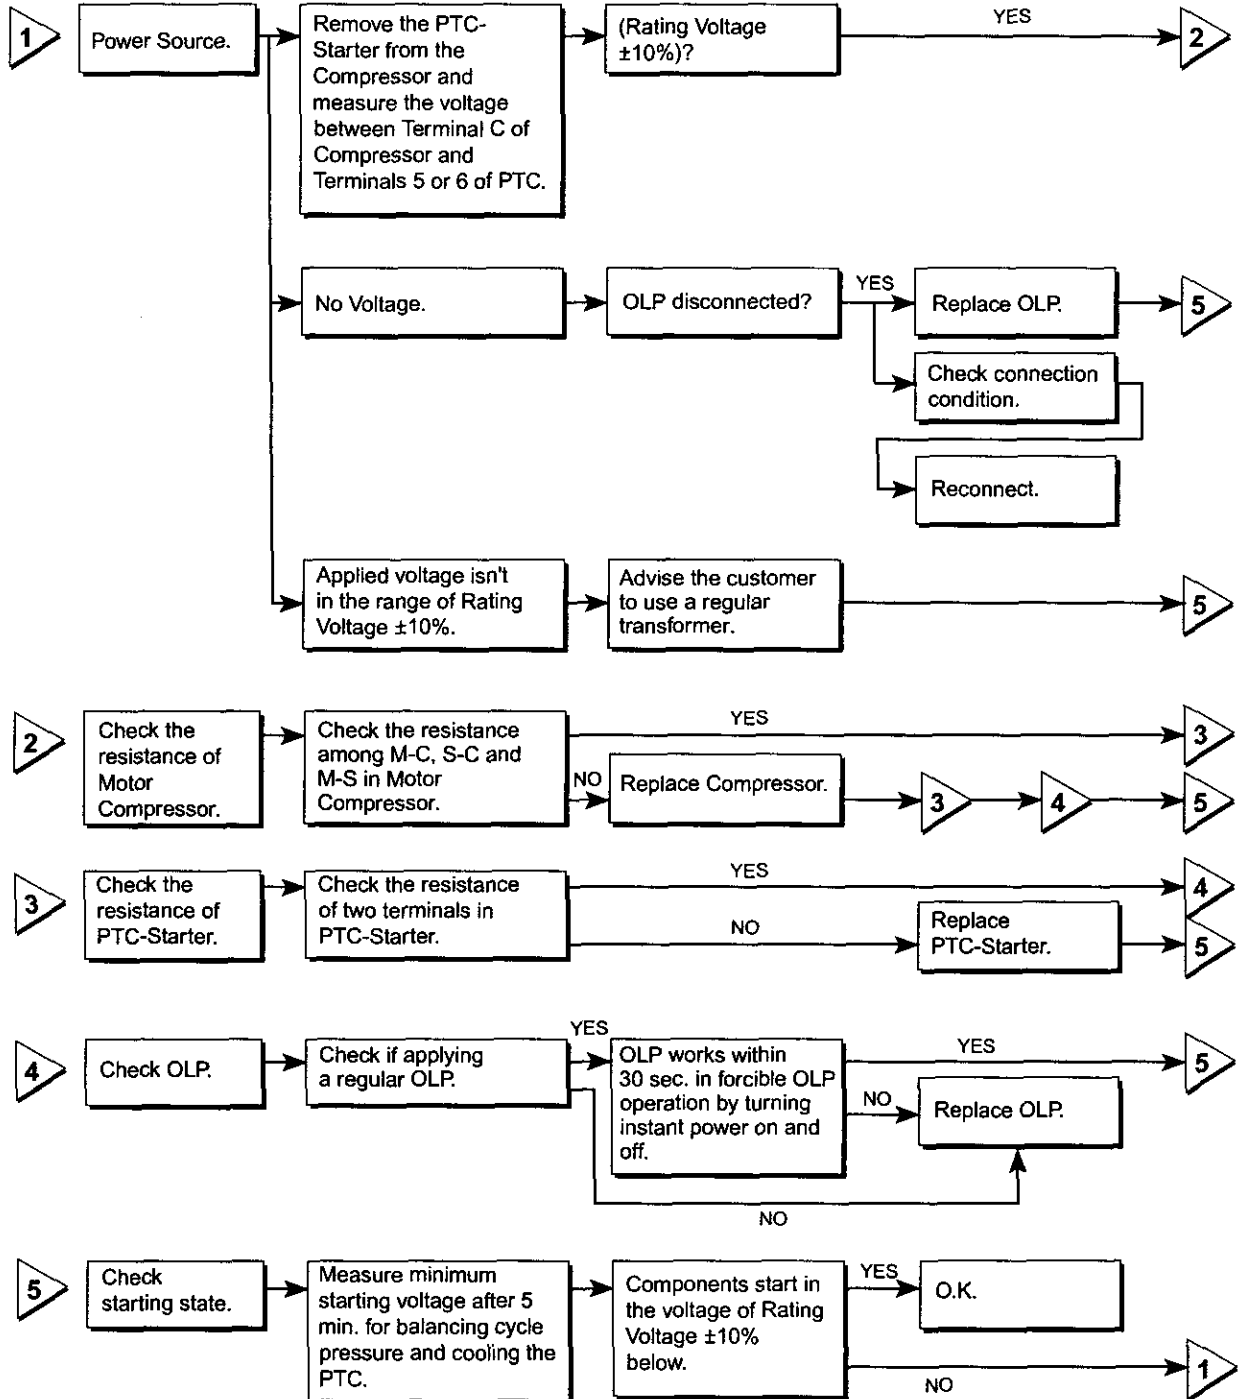 1
Power Source.
Remove the PTC-
Starter from the
Compressor and
measure the voltage
between Terminal C of
Compressor and
Terminals 5 or 6 of PTC.
(Rating Voltage
±10%)?
YES
2
No Voltage.
OLP disconnected?
YES
Replace OLP.
5
Check connection
condition.
Reconnect.
Applied voltage isn't
in the range of Rating
Voltage ±10%.
Advise the customer
to use a regular
transformer.
5
2
Check the
resistance of
Motor
Compressor.
Check the resistance
among M-C, S-C and
M-S in Motor
Compressor.
YES
3
NO
Replace Compressor.
3
4
5
3
Check the
resistance of
PTC-Starter.
Check the resistance
of two terminals in
PTC-Starter.
YES
4
NO
Replace
PTC-Starter.
5
4
Check OLP.
Check if applying
a regular OLP.
YES
OLP works within
30 sec. in forcible OLP
operation by turning
instant power on and
off.
YES
5
NO
Replace OLP.
NO
5
Check
starting state.
Measure minimum
starting voltage after 5
min. for balancing cycle
pressure and cooling the
PTC.
Components start in
the voltage of Rating
Voltage ±10%
below.
YES
O.K.
NO
1